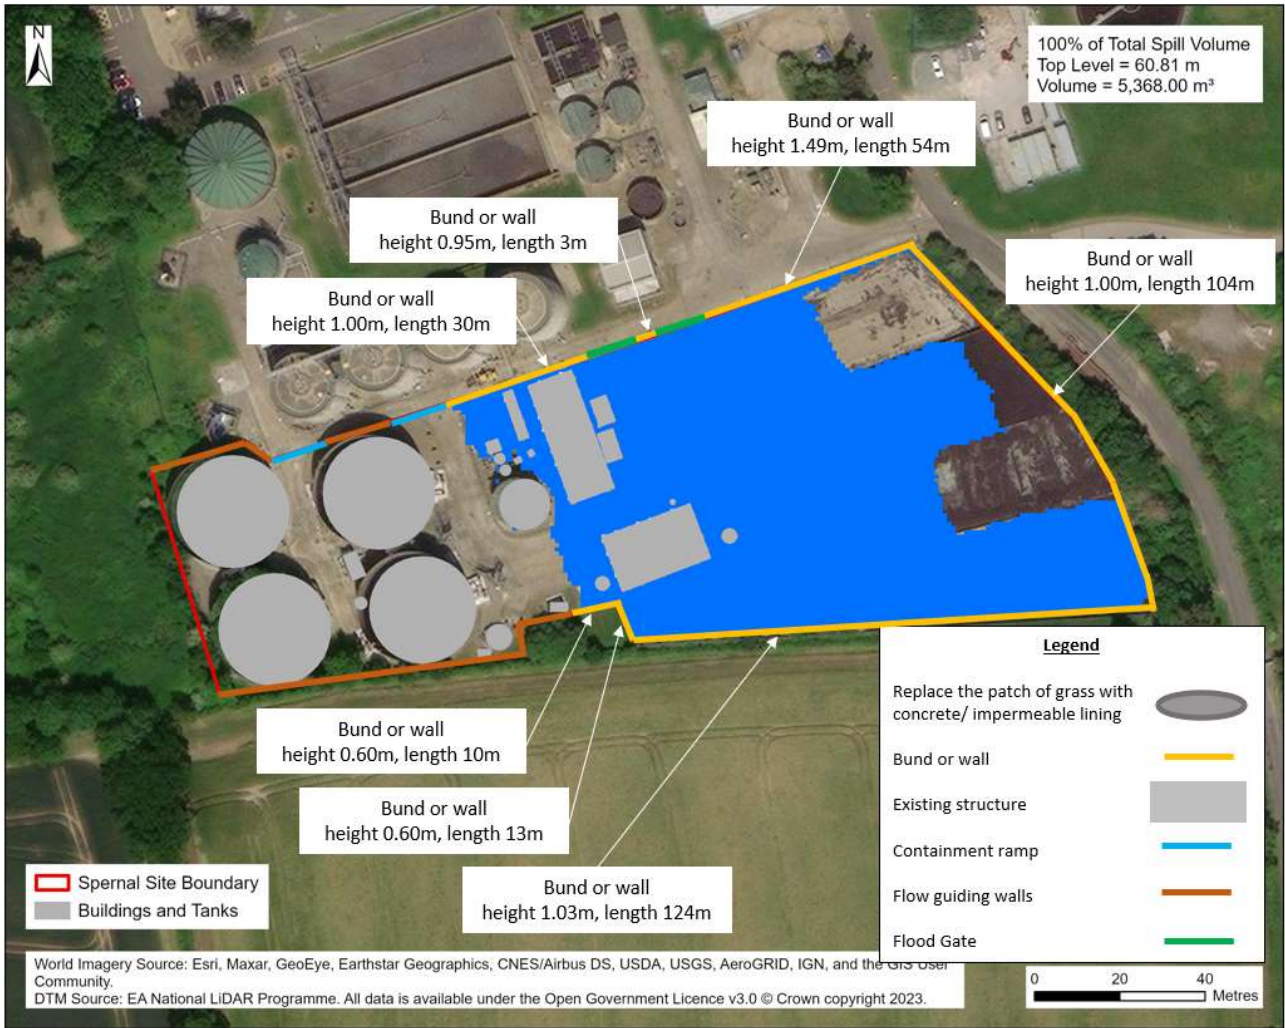 N
100% of Total Spill Volume
Top Level = 60.81 m
Volume = 5,368.00 m³
Bund or wall
height 1.49m, length 54m
Bund or wall
height 0.95m, length 3m
Bund or wall
height 1.00m, length 104m
Bund or wall
height 1.00m, length 30m
Bund or wall
height 0.60m, length 10m
Bund or wall
height 0.60m, length 13m
Bund or wall
height 1.03m, length 124m
Legend
Replace the patch of grass with
concrete/ impermeable lining
Bund or wall
Existing structure
Containment ramp
Flow guiding walls
Flood Gate
Spernal Site Boundary
Buildings and Tanks
World Imagery Source: Esri, Maxar, GeoEye, Earthstar Geographics, CNES/Airbus DS, USDA, USGS, AeroGRID, IGN, and the GIS User
Community.
DTM Source: EA National LiDAR Programme. All data is available under the Open Government Licence v3.0 © Crown copyright 2023.
0 20 40
Metres